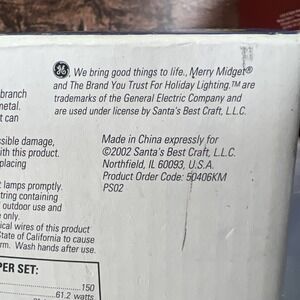 GE, We bring good things to life., Merry Midget®
and The Brand You Trust For Holiday Lighting.™ are
trademarks of the General Electric Company and
are used under license by Santa's Best Craft, L.L.C.
Made in China expressly for
©2002 Santa's Best Craft, L.L.C.
Northfield, IL 60093, U.S.A.
Product Order Code: 50406KM
PS02
branch
metal.
t can
ssible damage,
with this product.
placing
t lamps promptly.
string containing
outdoor use and
e only.
ical wires of this product
State of California to cause
rm. Wash hands after use.
PER SET:
150
61.2 watts